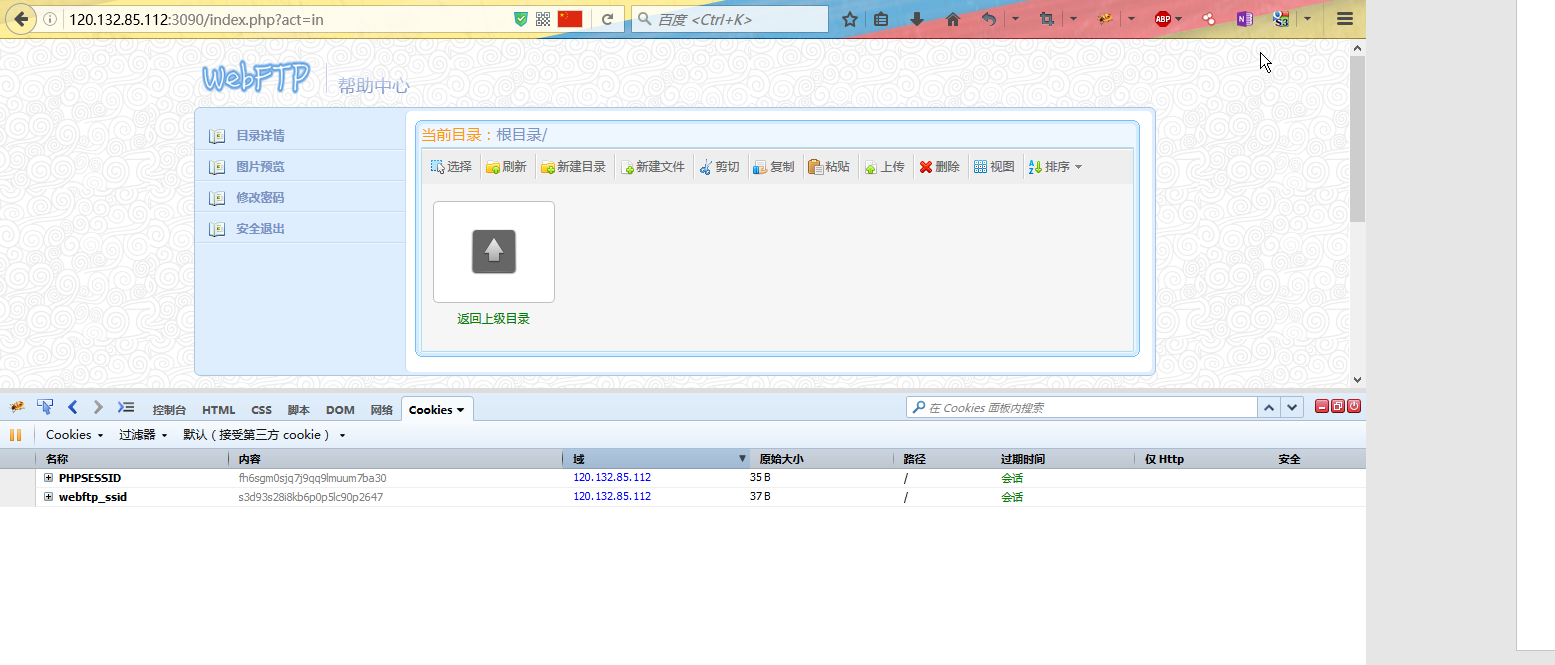 120.132.85.112:3090/index.php?act=in
百度 <Ctrl+K>
ABP
WebFTP 帮助中心
目录详情
图片预览
修改密码
安全退出
当前目录：根目录/
选择 刷新 新建目录 新建文件 剪切 复制 粘贴 上传 删除 视图 排序
返回上级目录
控制台 HTML CSS 脚本 DOM 网络 Cookies
在 Cookies 面板内搜索
Cookies 过滤器 默认（接受第三方 cookie）
名称 内容 域 原始大小 路径 过期时间 仅 Http 安全
PHPSESSID fh6sgm0sjq7j9qq9lmuum7ba30 120.132.85.112 35 B / 会话
webftp_ssid s3d93s28i8kb6p0p5lc90p2647 120.132.85.112 37 B / 会话